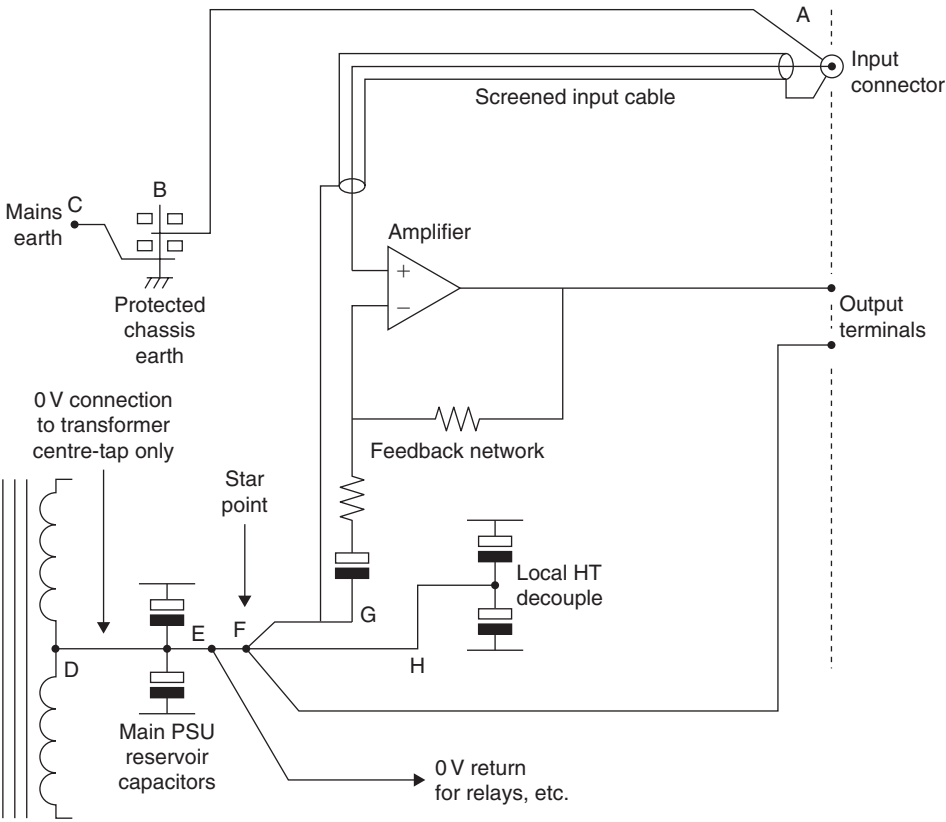 A
Input
connector
Screened input cable
B
Mains
earth
C
Amplifier
+
−
Protected
chassis
earth
Output
terminals
0 V connection
to transformer
centre-tap only
Feedback network
Star
point
Local HT
decouple
G
E
F
D
H
Main PSU
reservoir
capacitors
0 V return
for relays, etc.